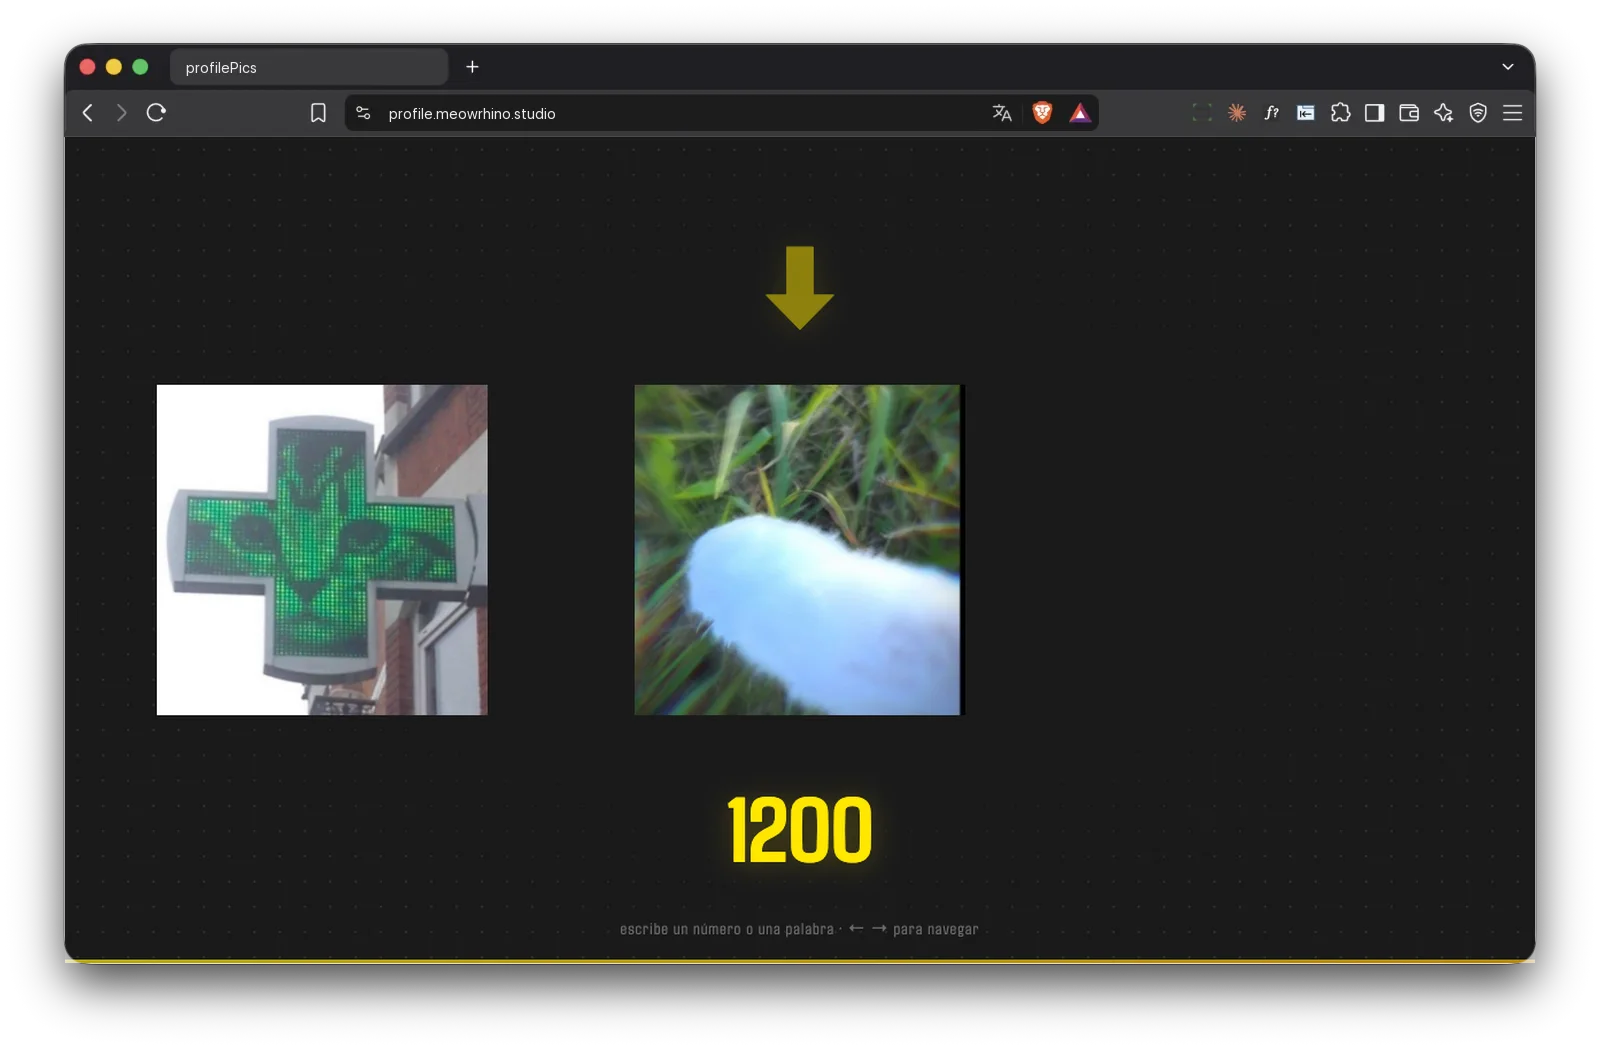 profilePics
profile.meowrhino.studio
f?
1200
escribe un número o una palabra · ← → para navegar